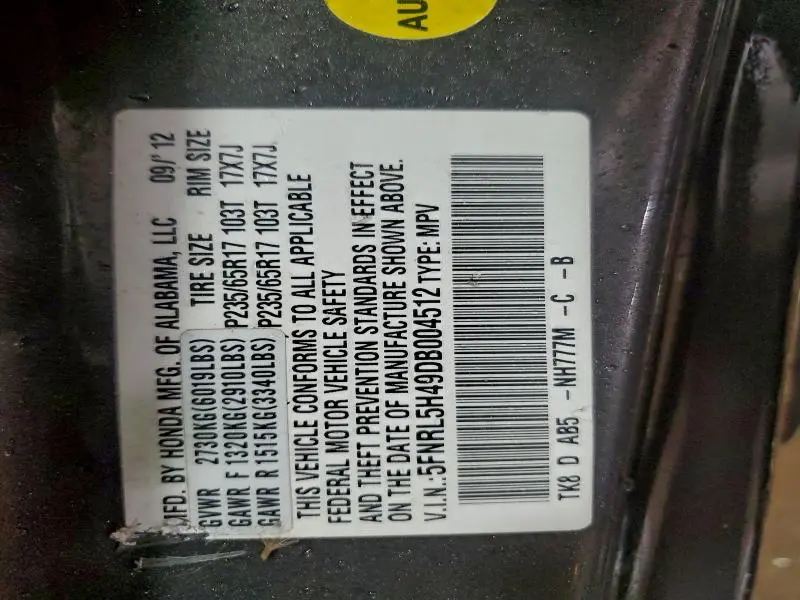 AU
MFD. BY HONDA MFG. OF ALABAMA, LLC 09/'12
GVWR 2730KG(6019LBS) TIRE SIZE RIM SIZE
GAWR F 1320KG(2910LBS) P235/65R17 103T 17X7J
GAWR R 1515KG(3340LBS) P235/65R17 103T 17X7J
THIS VEHICLE CONFORMS TO ALL APPLICABLE
FEDERAL MOTOR VEHICLE SAFETY
AND THEFT PREVENTION STANDARDS IN EFFECT
ON THE DATE OF MANUFACTURE SHOWN ABOVE.
V.I.N.:5FNRL5H49DB004512 TYPE: MPV
TK8 D AB5 -NH777M -C -B